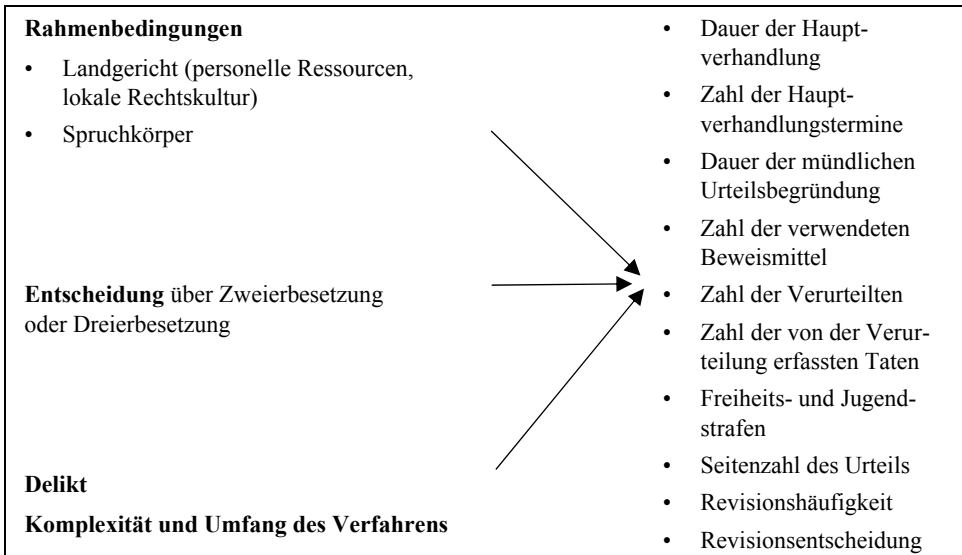 Rahmenbedingungen
• Landgericht (personelle Ressourcen,
lokale Rechtskultur)
• Spruchkörper
Entscheidung über Zweierbesetzung
oder Dreierbesetzung
Delikt
Komplexität und Umfang des Verfahrens
• Dauer der Haupt-
verhandlung
• Zahl der Haupt-
verhandlungstermine
• Dauer der mündlichen
Urteilsbegründung
• Zahl der verwendeten
Beweismittel
• Zahl der Verurteilten
• Zahl der von der Verur-
teilung erfassten Taten
• Freiheits- und Jugend-
strafen
• Seitenzahl des Urteils
• Revisionshäufigkeit
• Revisionsentscheidung